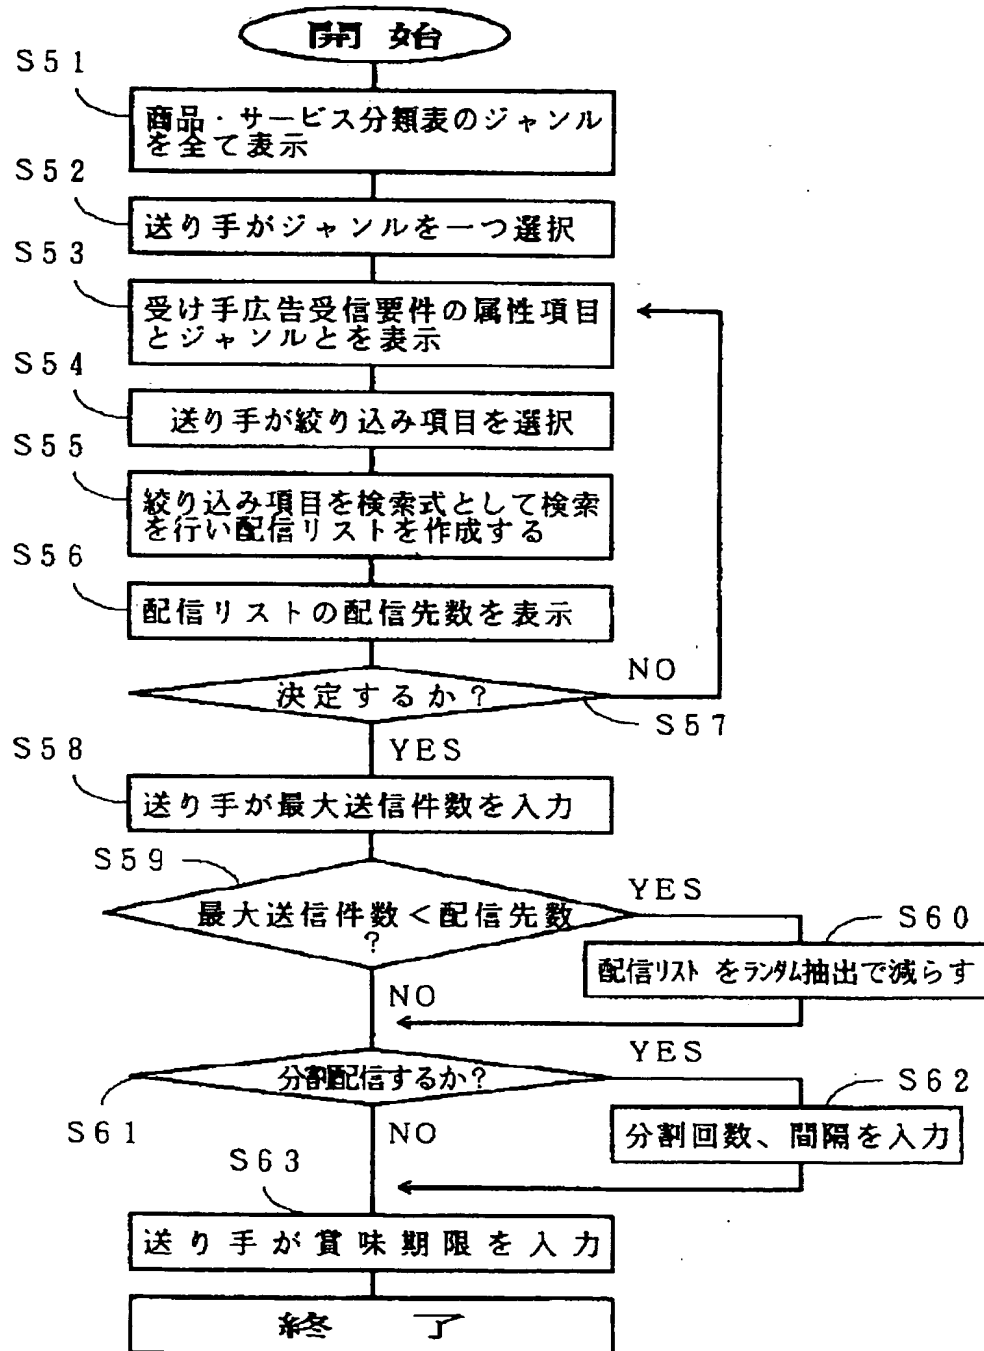 開始
S51
商品・サービス分類表のジャンル
を全て表示
S52
送り手がジャンルを一つ選択
S53
受け手広告受信要件の属性項目
とジャンルとを表示
S54
送り手が絞り込み項目を選択
S55
絞り込み項目を検索式として検索
を行い配信リストを作成する
S56
配信リストの配信先数を表示
決定するか？
NO
S57
YES
S58
送り手が最大送信件数を入力
S59
最大送信件数＜配信先数
？
YES
S60
配信リストをランダム抽出で減らす
NO
分割配信するか？
YES
S61
S62
分割回数、間隔を入力
NO
S63
送り手が賞味期限を入力
終了